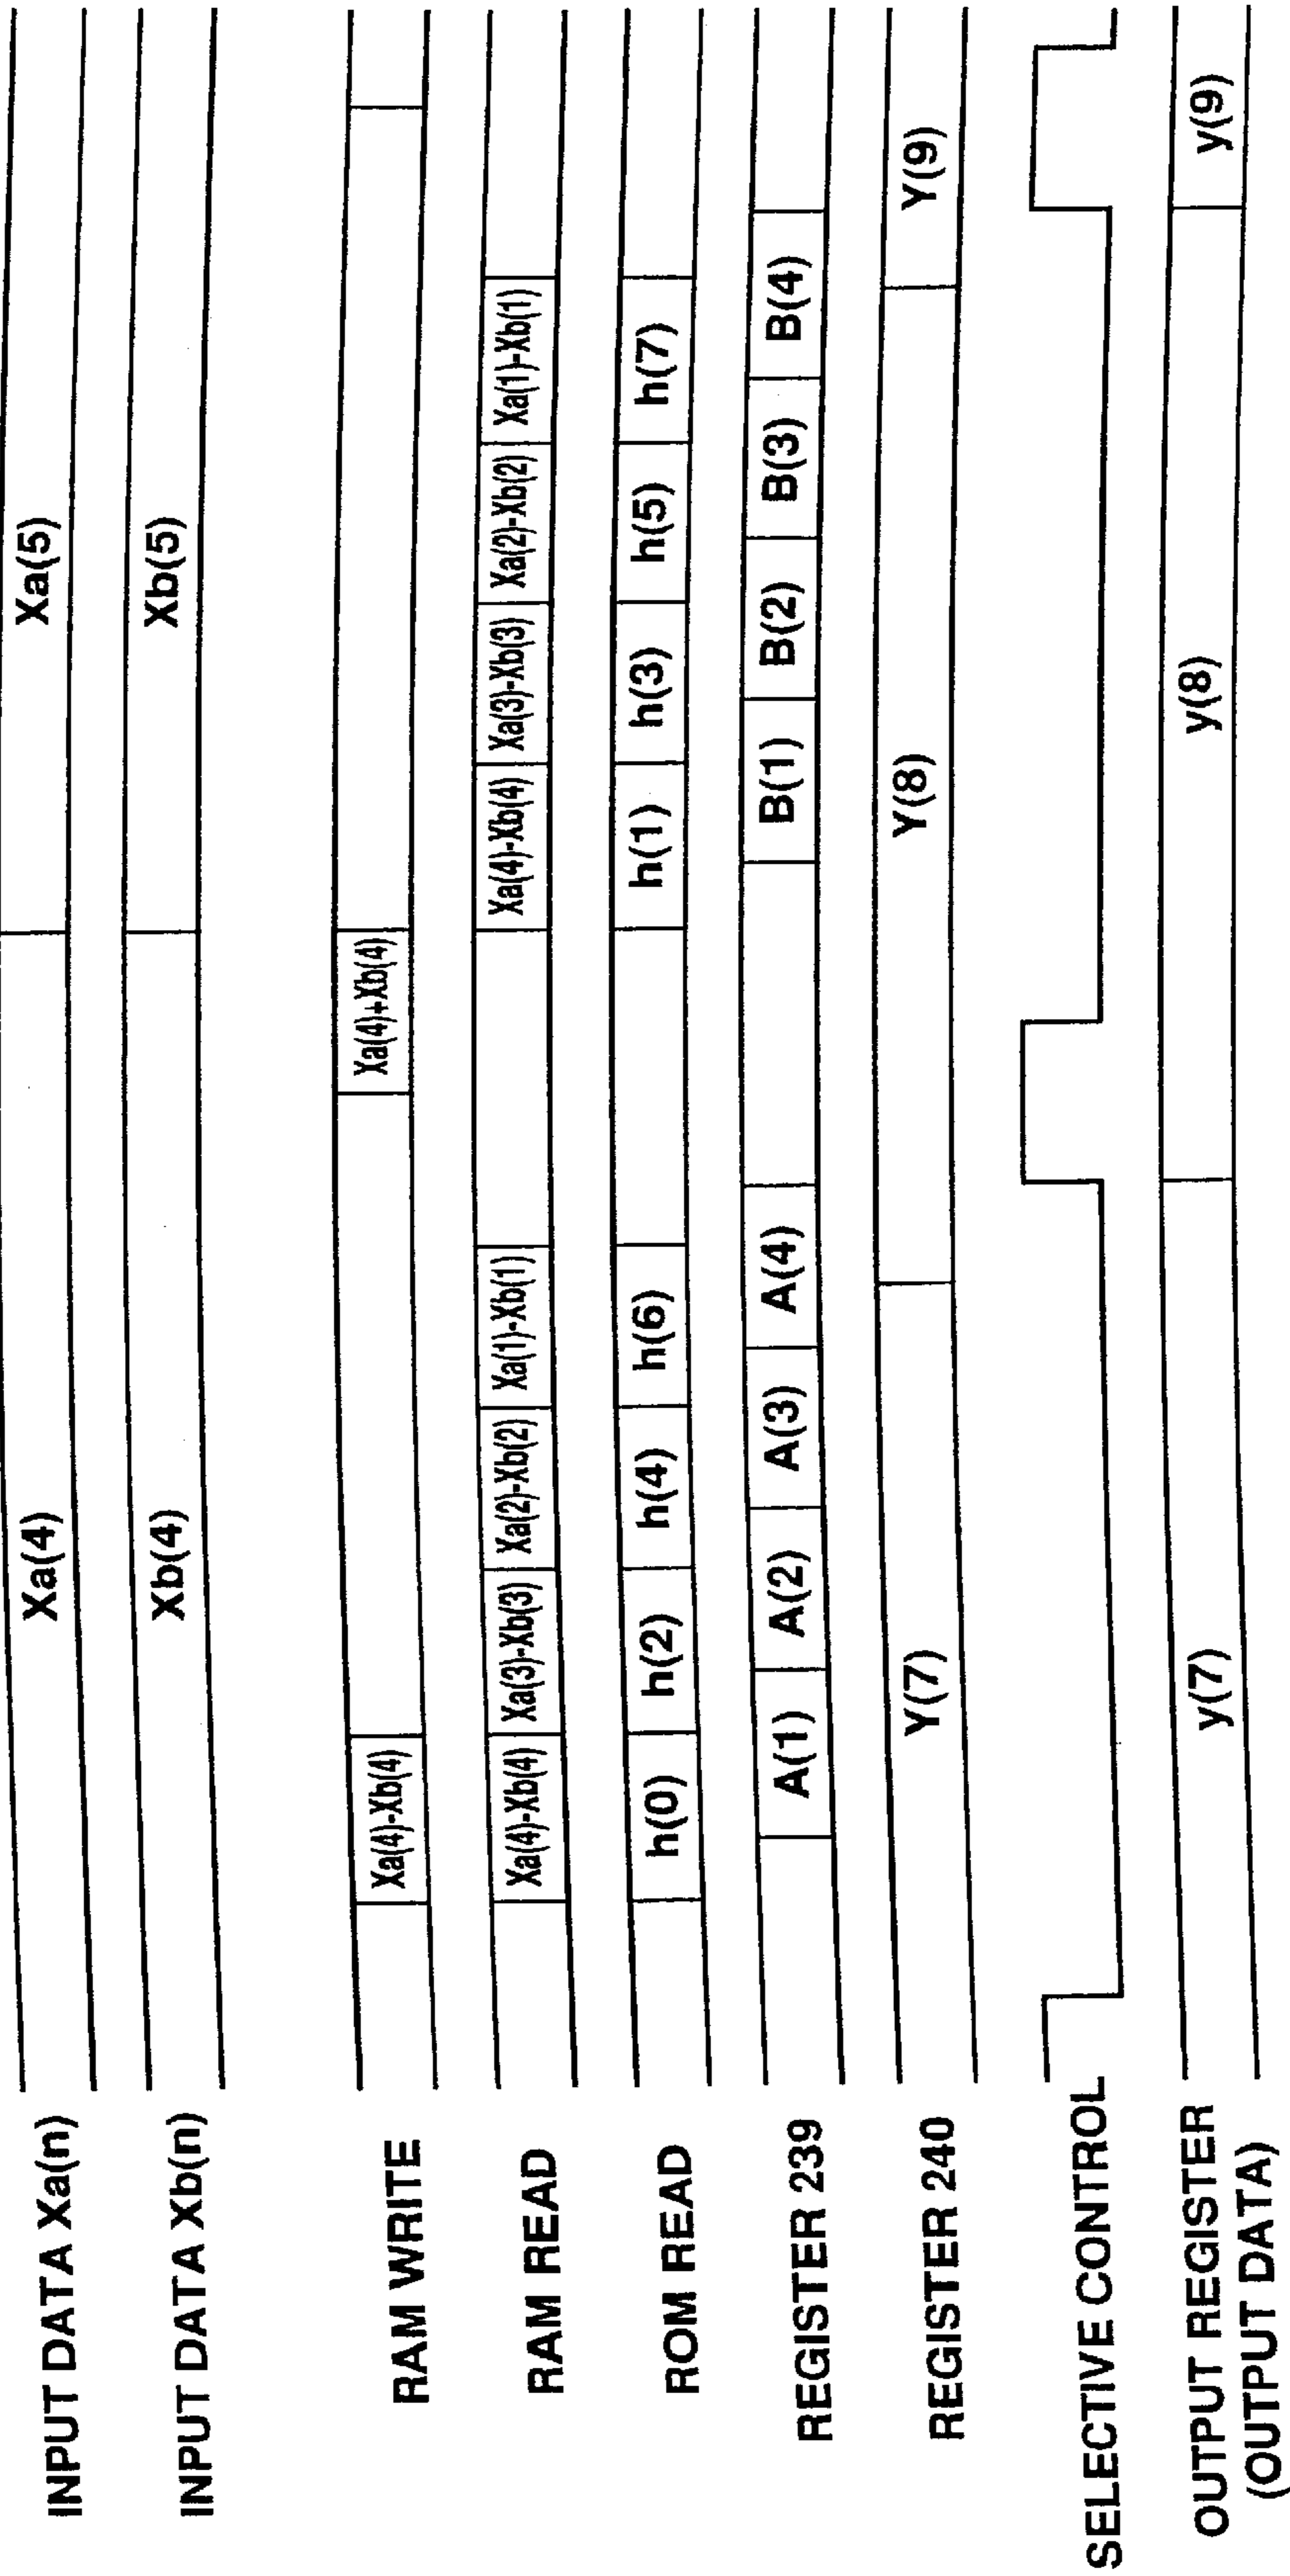 INPUT DATA Xa(n) Xa(4) Xa(5)
INPUT DATA Xb(n) Xb(4) Xb(5)
RAM WRITE Xa(4)-Xb(4) Xa(4)+Xb(4)
RAM READ Xa(4)-Xb(4) Xa(3)-Xb(3) Xa(2)-Xb(2) Xa(1)-Xb(1) Xa(4)-Xb(4) Xa(3)-Xb(3) Xa(2)-Xb(2) Xa(1)-Xb(1)
ROM READ h(0) h(2) h(4) h(6) h(1) h(3) h(5) h(7)
REGISTER 239 A(1) A(2) A(3) A(4) B(1) B(2) B(3) B(4)
REGISTER 240 Y(7) Y(8) Y(9)
SELECTIVE CONTROL
OUTPUT REGISTER y(7) y(8) y(9)
(OUTPUT DATA)